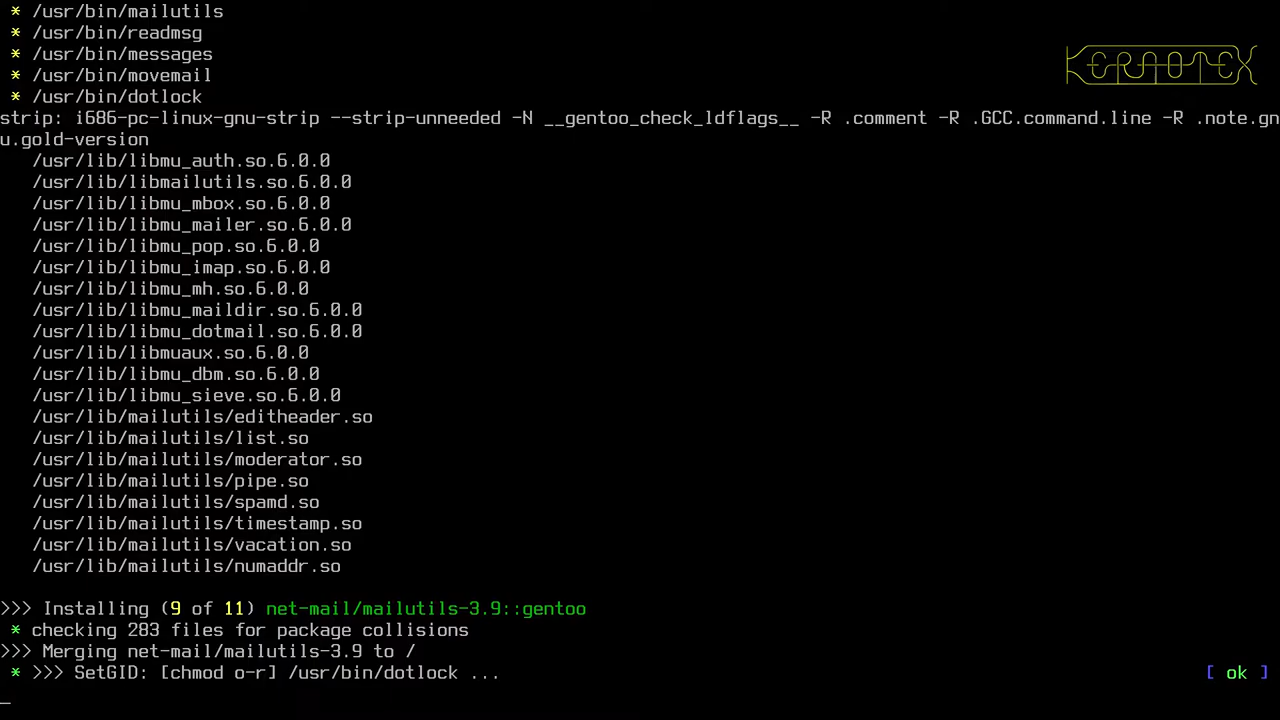 * /usr/bin/mailutils
* /usr/bin/readmsg
* /usr/bin/messages
* /usr/bin/movemail
* /usr/bin/dotlock
KERAOTEX
strip: i686-pc-linux-gnu-strip --strip-unneeded -N __gentoo_check_ldflags__ -R .comment -R .GCC.command.line -R .note.gn
u.gold-version
/usr/lib/libmu_auth.so.6.0.0
/usr/lib/libmailutils.so.6.0.0
/usr/lib/libmu_mbox.so.6.0.0
/usr/lib/libmu_mailer.so.6.0.0
/usr/lib/libmu_pop.so.6.0.0
/usr/lib/libmu_imap.so.6.0.0
/usr/lib/libmu_mh.so.6.0.0
/usr/lib/libmu_maildir.so.6.0.0
/usr/lib/libmu_dotmail.so.6.0.0
/usr/lib/libmuaux.so.6.0.0
/usr/lib/libmu_dbm.so.6.0.0
/usr/lib/libmu_sieve.so.6.0.0
/usr/lib/mailutils/editheader.so
/usr/lib/mailutils/list.so
/usr/lib/mailutils/moderator.so
/usr/lib/mailutils/pipe.so
/usr/lib/mailutils/spamd.so
/usr/lib/mailutils/timestamp.so
/usr/lib/mailutils/vacation.so
/usr/lib/mailutils/numaddr.so
>>> Installing (9 of 11) net-mail/mailutils-3.9::gentoo
* checking 283 files for package collisions
>>> Merging net-mail/mailutils-3.9 to /
* >>> SetGID: [chmod o-r] /usr/bin/dotlock ... [ ok ]